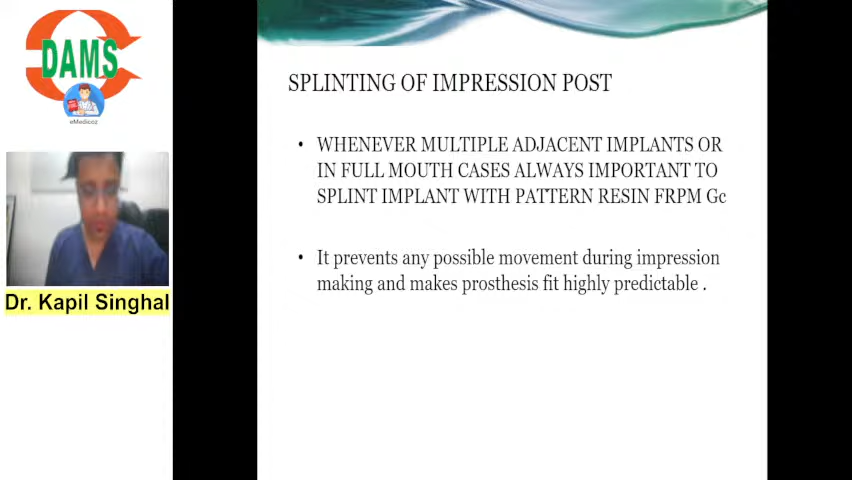 DAMS
eMedicoz
Dr. Kapil Singhal
SPLINTING OF IMPRESSION POST
• WHENEVER MULTIPLE ADJACENT IMPLANTS OR
IN FULL MOUTH CASES ALWAYS IMPORTANT TO
SPLINT IMPLANT WITH PATTERN RESIN FRPM Gc
• It prevents any possible movement during impression
making and makes prosthesis fit highly predictable .